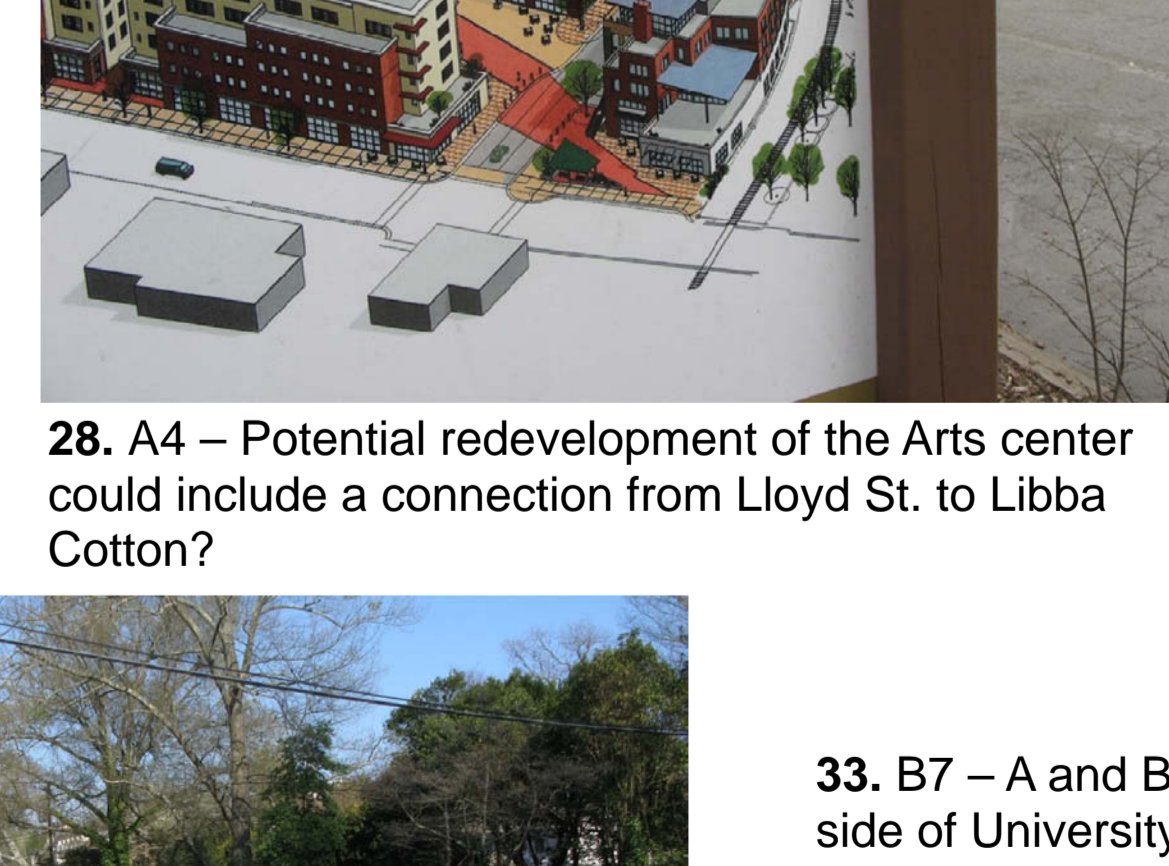 28. A4 – Potential redevelopment of the Arts center
could include a connection from Lloyd St. to Libba
Cotton?
33. B7 – A and B
side of University